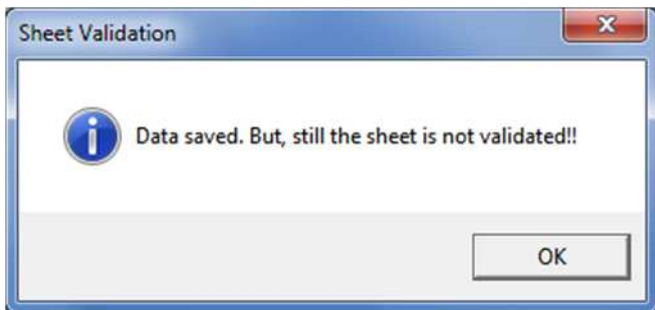 Sheet Validation
Data saved. But, still the sheet is not validated!!
OK